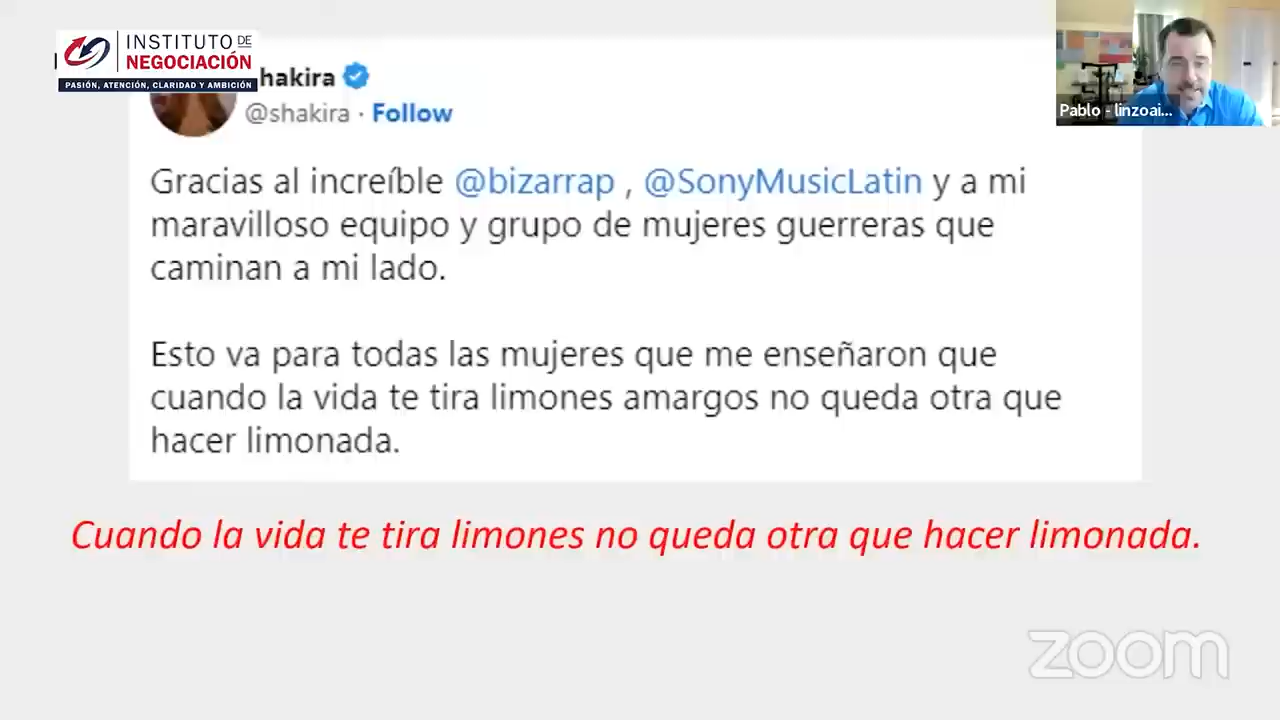 INSTITUTO DE
NEGOCIACIÓN
PASIÓN, ATENCIÓN, CLARIDAD Y AMBICIÓN
hakira
@shakira · Follow
Pablo - linzoai...
Gracias al increíble @bizarrap , @SonyMusicLatin y a mi
maravilloso equipo y grupo de mujeres guerreras que
caminan a mi lado.
Esto va para todas las mujeres que me enseñaron que
cuando la vida te tira limones amargos no queda otra que
hacer limonada.
Cuando la vida te tira limones no queda otra que hacer limonada.
zoom